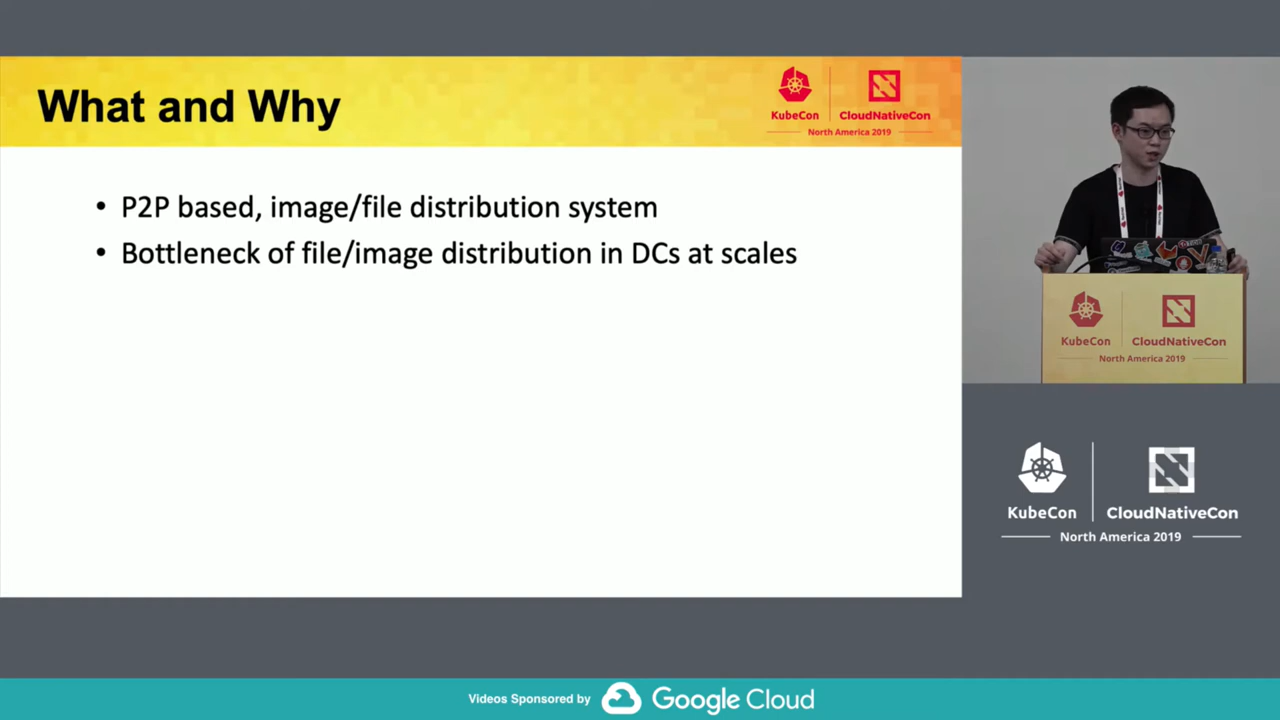 What and Why
KubeCon
CloudNativeCon
North America 2019
• P2P based, image/file distribution system
• Bottleneck of file/image distribution in DCs at scales
KubeCon
CloudNativeCon
North America 2019
KubeCon
CloudNativeCon
North America 2019
Videos Sponsored by
Google Cloud